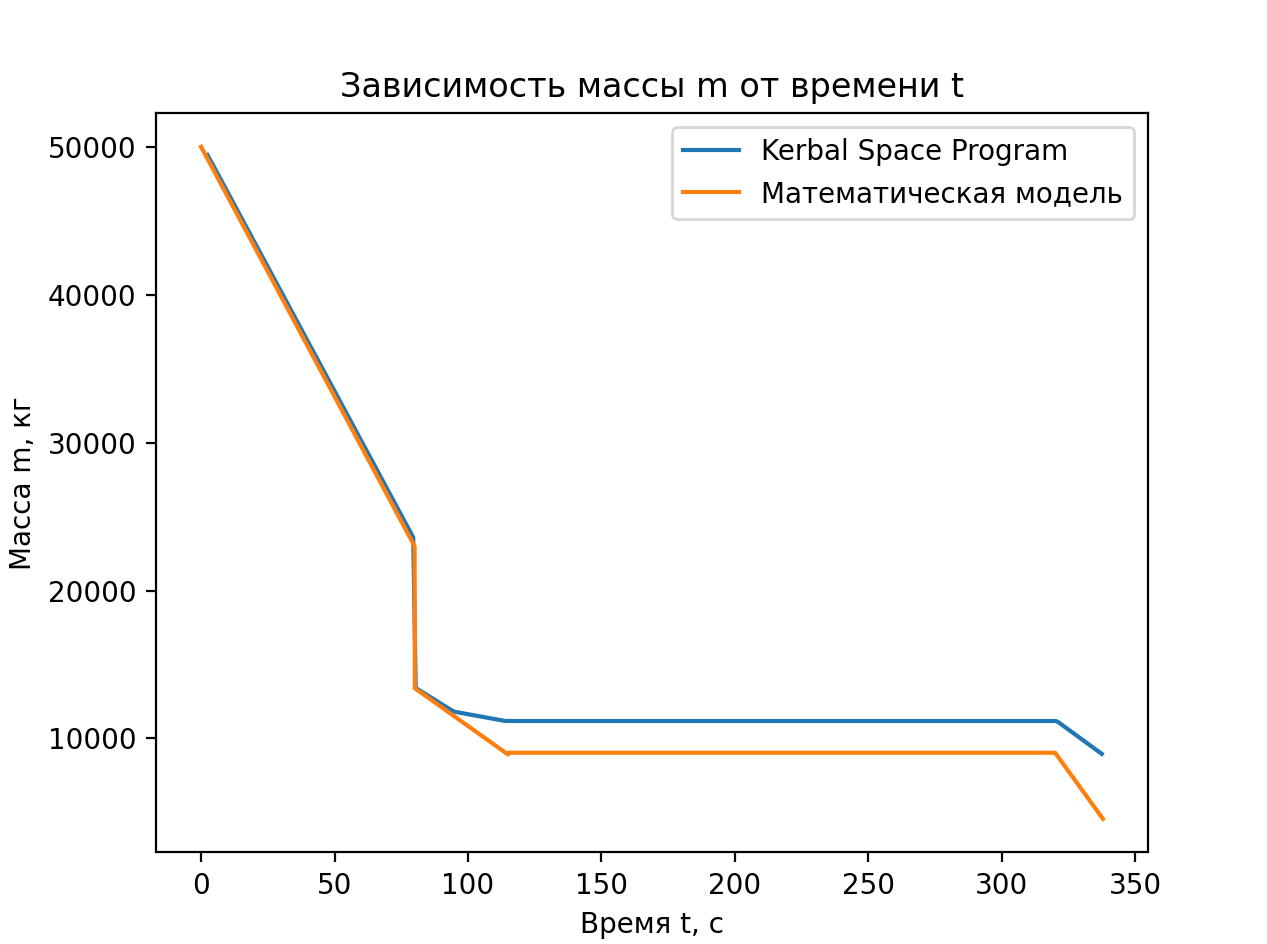 Зависимость массы m от времени t
Kerbal Space Program
Математическая модель
Масса m, кг
50000
40000
30000
20000
10000
0 50 100 150 200 250 300 350
Время t, с